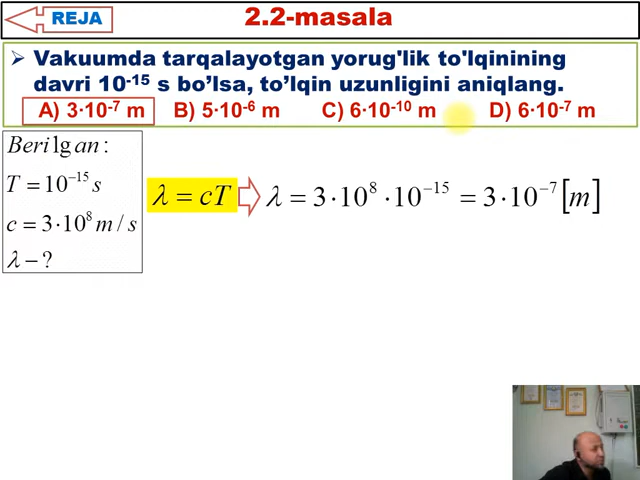 REJA
2.2-masala
➢ Vakuumda tarqalayotgan yorug'lik to'lqinining
davri 10⁻¹⁵ s bo’lsa, to’lqin uzunligini aniqlang.
A) 3·10⁻⁷ m B) 5·10⁻⁶ m C) 6·10⁻¹⁰ m D) 6·10⁻⁷ m
Berilgan:
T = 10⁻¹⁵ s
c = 3·10⁸ m / s
λ − ?
λ = cT
λ = 3·10⁸·10⁻¹⁵ = 3·10⁻⁷ [m]